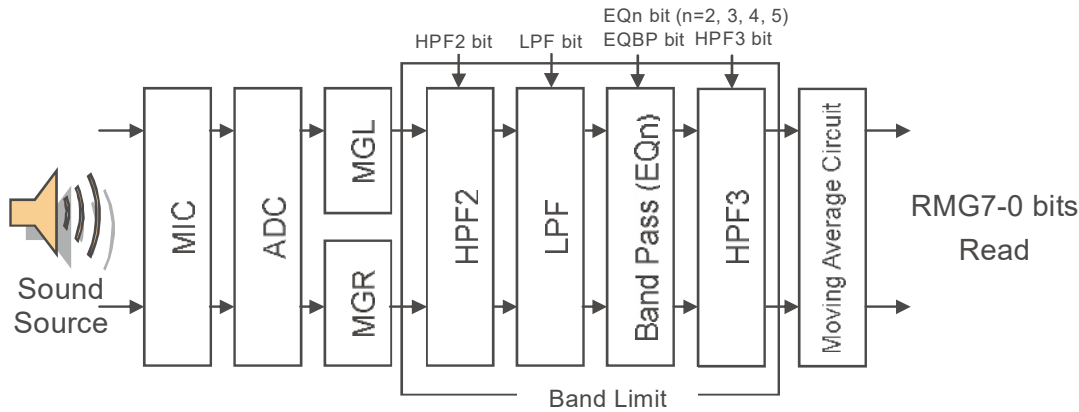 EQn bit (n=2, 3, 4, 5)
HPF2 bit
LPF bit
EQBP bit
HPF3 bit
MIC
ADC
MGL
MGR
HPF2
LPF
Band Pass (EQn)
HPF3
Moving Average Circuit
RMG7-0 bits
Read
Sound
Source
Band Limit